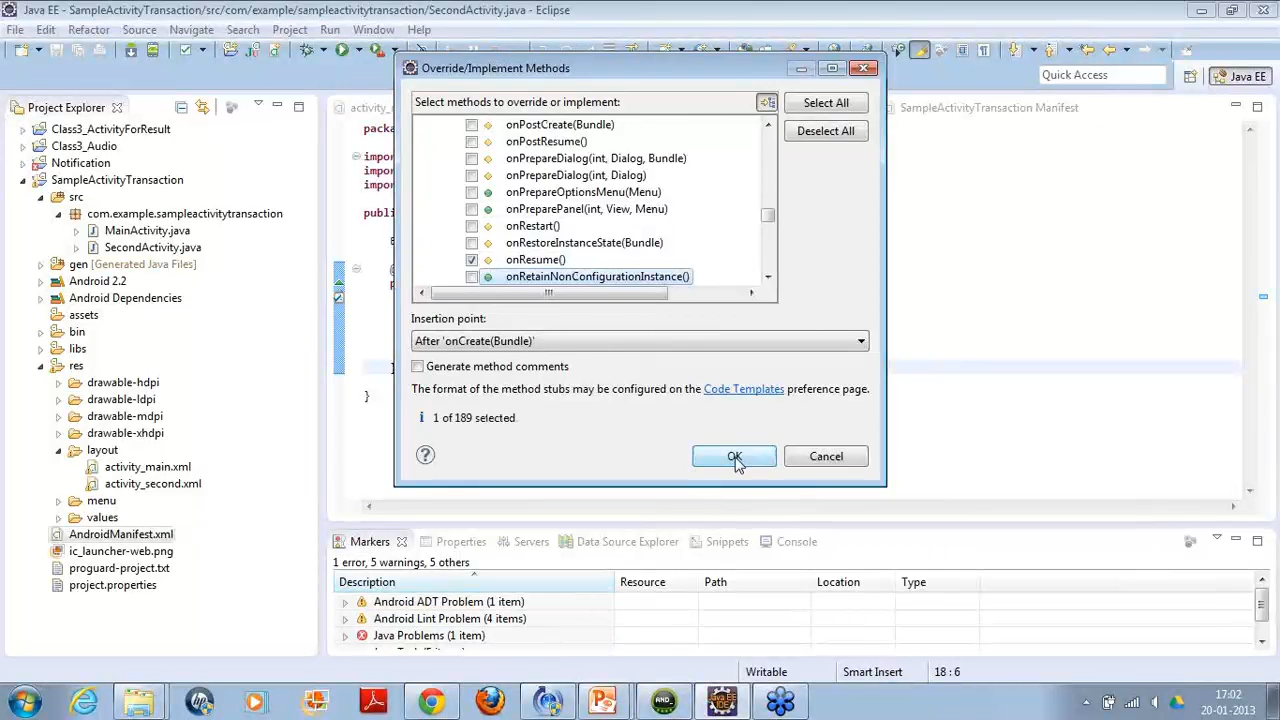 Java EE - SampleActivityTransaction/src/com/example/sampleactivitytransaction/SecondActivity.java - Eclipse
File Edit Refactor Source Navigate Search Project Run Window Help
Quick Access
Java EE
Project Explorer
Class3_ActivityForResult
Class3_Audio
Notification
SampleActivityTransaction
src
com.example.sampleactivitytransaction
MainActivity.java
SecondActivity.java
gen [Generated Java Files]
Android 2.2
Android Dependencies
assets
bin
libs
res
drawable-hdpi
drawable-ldpi
drawable-mdpi
drawable-xhdpi
layout
activity_main.xml
activity_second.xml
menu
values
AndroidManifest.xml
ic_launcher-web.png
proguard-project.txt
project.properties
SampleActivityTransaction Manifest
}
Override/Implement Methods
Select methods to override or implement:
onPostCreate(Bundle)
onPostResume()
onPrepareDialog(int, Dialog, Bundle)
onPrepareDialog(int, Dialog)
onPrepareOptionsMenu(Menu)
onPreparePanel(int, View, Menu)
onRestart()
onRestoreInstanceState(Bundle)
onResume()
onRetainNonConfigurationInstance()
Select All
Deselect All
Insertion point:
After 'onCreate(Bundle)'
Generate method comments
The format of the method stubs may be configured on the Code Templates preference page.
1 of 189 selected
OK
Cancel
Markers Properties Servers Data Source Explorer Snippets Console
1 error, 5 warnings, 5 others
Description Resource Path Location Type
Android ADT Problem (1 item)
Android Lint Problem (4 items)
Java Problems (1 item)
Writable Smart Insert 18 : 6
17:02
20-01-2013